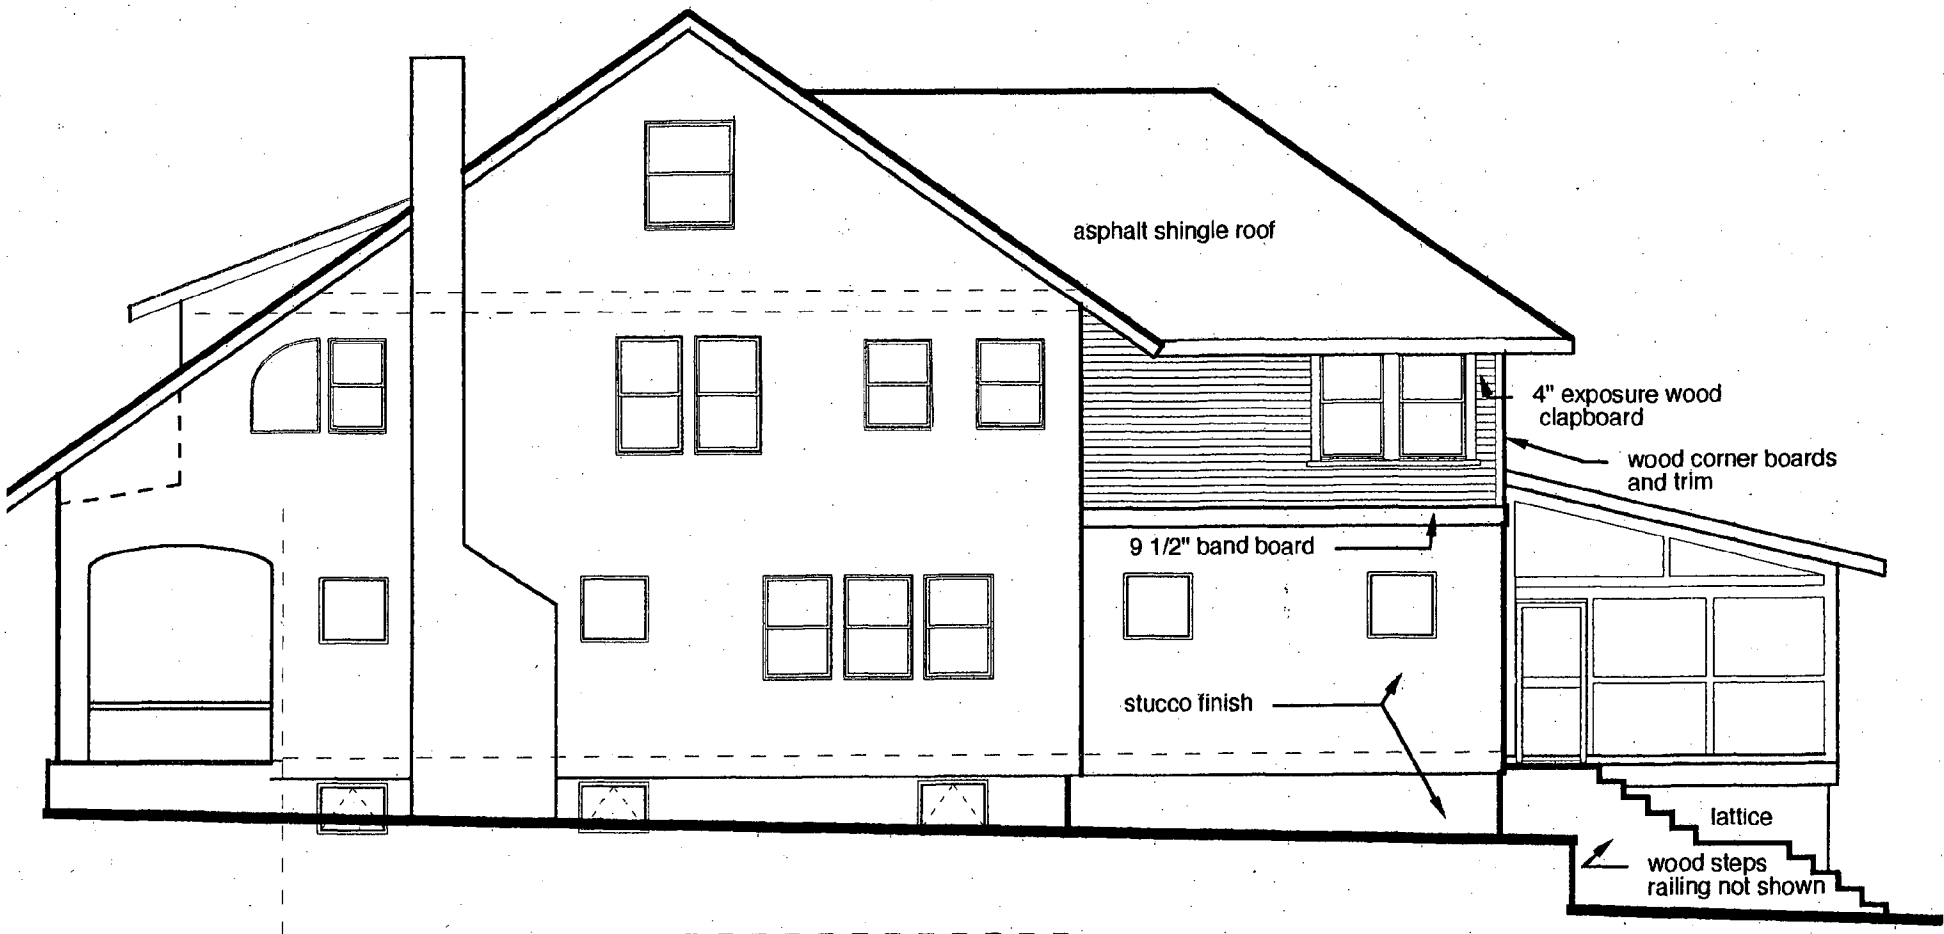 asphalt shingle roof
4" exposure wood
clapboard
wood corner boards
and trim
9 1/2" band board
stucco finish
lattice
wood steps
railing not shown